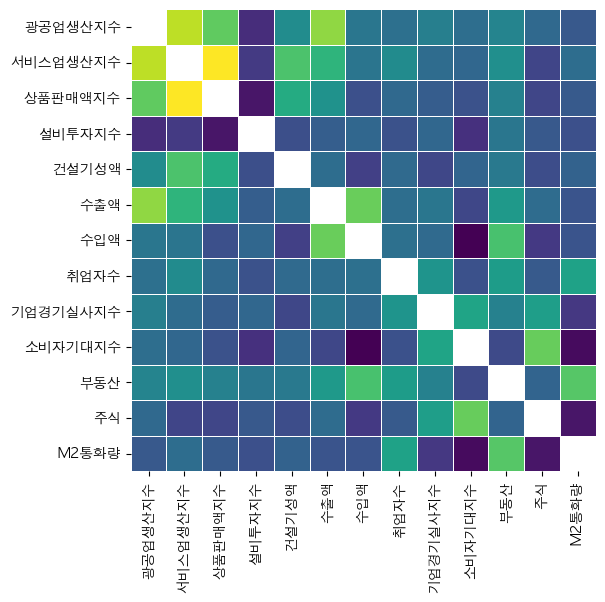 광공업생산지수
서비스업생산지수
상품판매액지수
설비투자지수
건설기성액
수출액
수입액
취업자수
기업경기실사지수
소비자기대지수
부동산
주식
M2통화량
광공업생산지수
서비스업생산지수
상품판매액지수
설비투자지수
건설기성액
수출액
수입액
취업자수
기업경기실사지수
소비자기대지수
부동산
주식
M2통화량